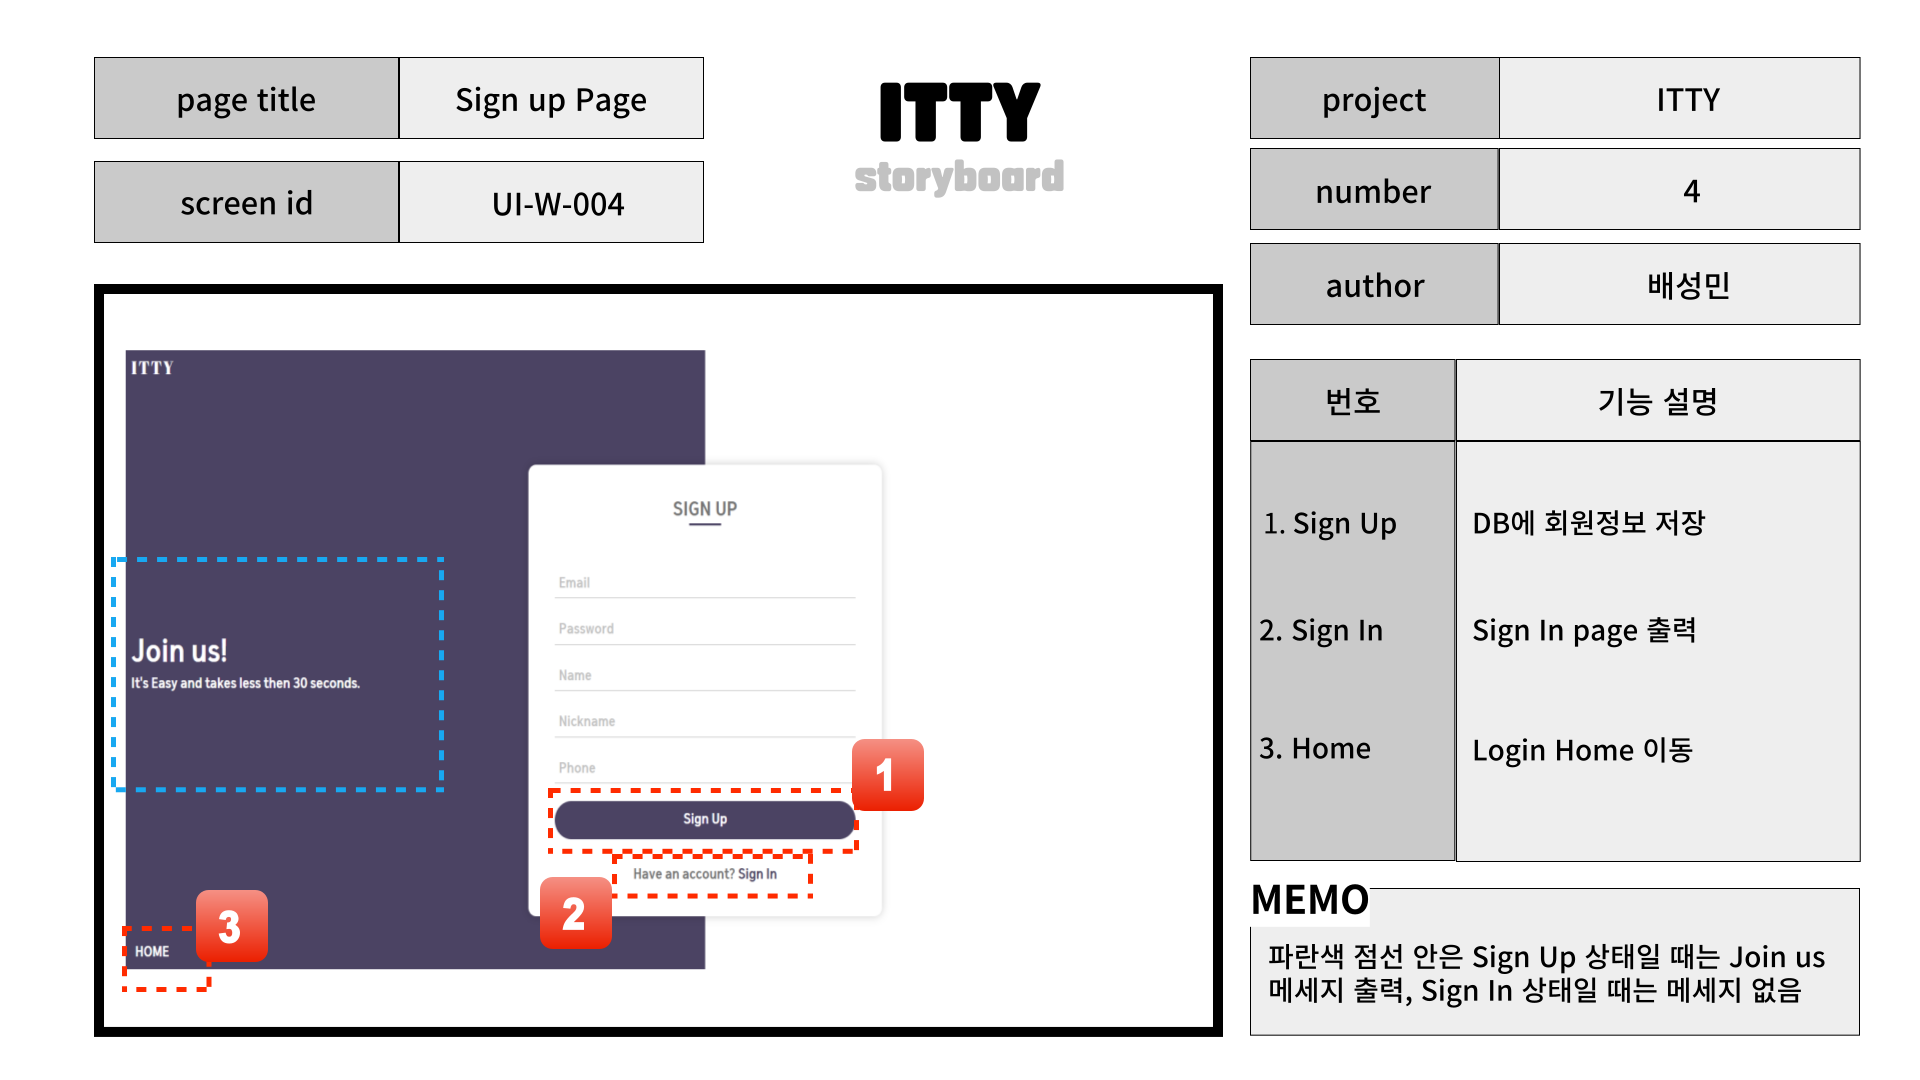 page title
Sign up Page
screen id
UI-W-004
ITTY
storyboard
project
ITTY
number
4
author
배성민
ITTY
Join us!
It's Easy and takes less then 30 seconds.
HOME
3
SIGN UP
Email
Password
Name
Nickname
Phone
1
Sign Up
Have an account? Sign In
2
번호
기능 설명
1. Sign Up
DB에 회원정보 저장
2. Sign In
Sign In page 출력
3. Home
Login Home 이동
MEMO
파란색 점선 안은 Sign Up 상태일 때는 Join us
메세지 출력, Sign In 상태일 때는 메세지 없음